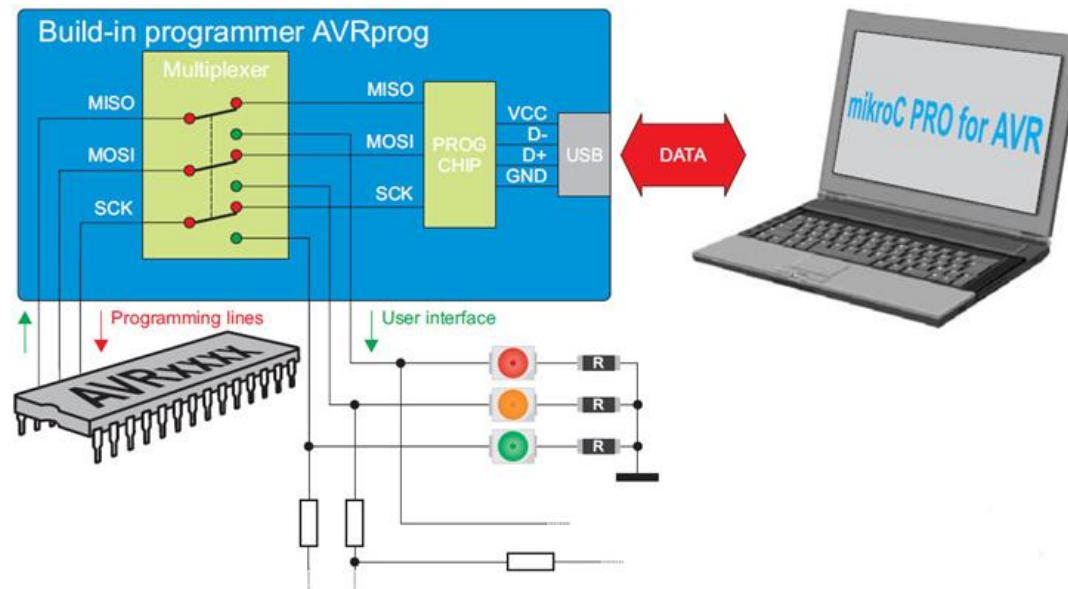 Build-in programmer AVRprog
Multiplexer
MISO
MISO
MOSI
MOSI
SCK
SCK
PROG
CHIP
VCC
D-
D+
GND
USB
DATA
mikroC PRO for AVR
Programming lines
User interface
AVRXXXX
R
R
R